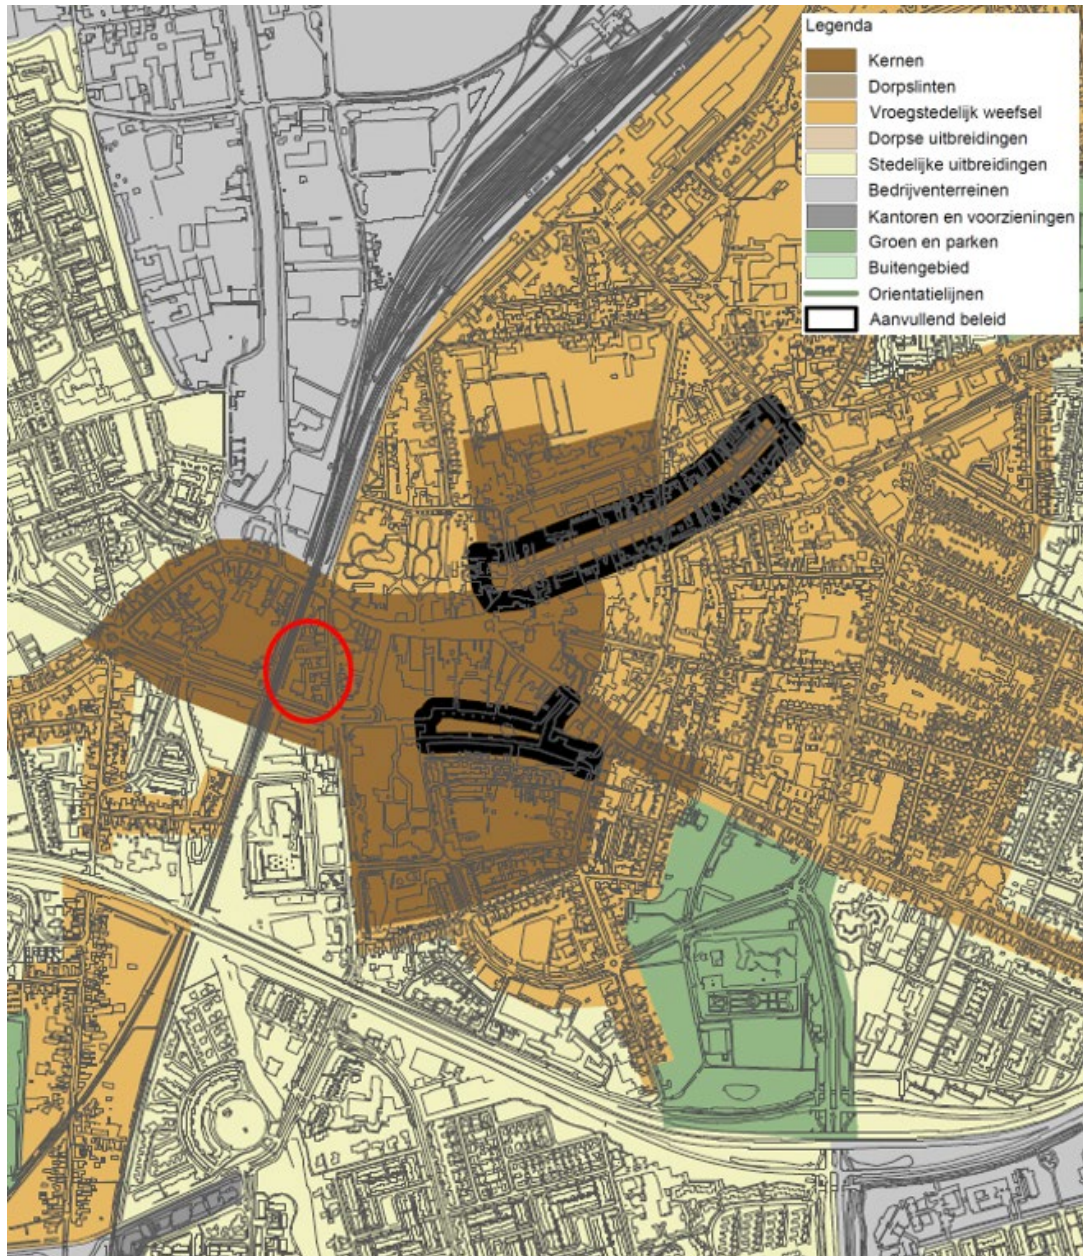 Legenda
Kernen
Dorpslinten
Vroegstedelijk weefsel
Dorpse uitbreidingen
Stedelijke uitbreidingen
Bedrijventerreinen
Kantoren en voorzieningen
Groen en parken
Buitengebied
Orientatielijnen
Aanvullend beleid